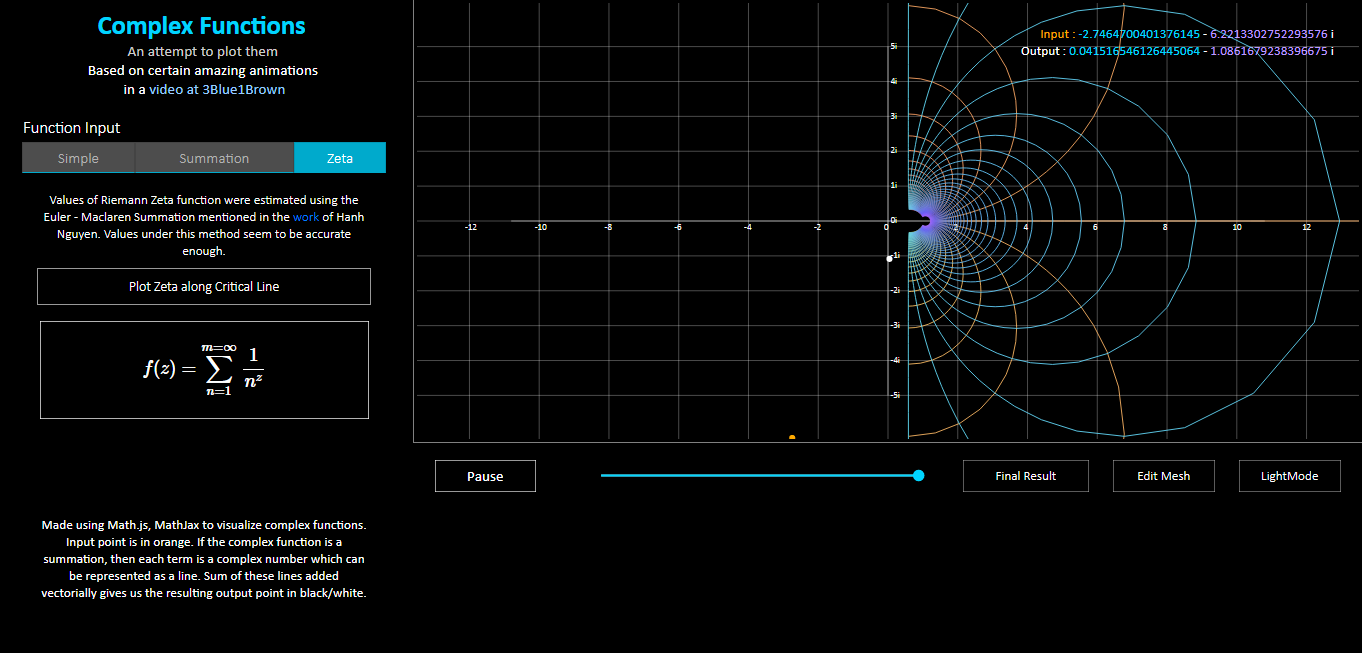 Complex Functions
An attempt to plot them
Based on certain amazing animations
in a video at 3Blue1Brown
Function Input
Simple Summation Zeta
Values of Riemann Zeta function were estimated using the
Euler - Maclaren Summation mentioned in the work of Hanh
Nguyen. Values under this method seem to be accurate
enough.
Plot Zeta along Critical Line
f(z) = ∑_{n=1}^{m=∞} 1/n^z
Made using Math.js, MathJax to visualize complex functions.
Input point is in orange. If the complex function is a
summation, then each term is a complex number which can
be represented as a line. Sum of these lines added
vectorially gives us the resulting output point in black/white.
Input : -2.7464700401376145 - 6.2213302752293576 i
Output : 0.041516546126445064 - 1.0861679238396675 i
5i
4i
3i
2i
1i
0i
-12 -10 -8 -6 -4 -2 0 2 4 6 8 10 12
-1i
-2i
-3i
-4i
-5i
Pause Final Result Edit Mesh LightMode